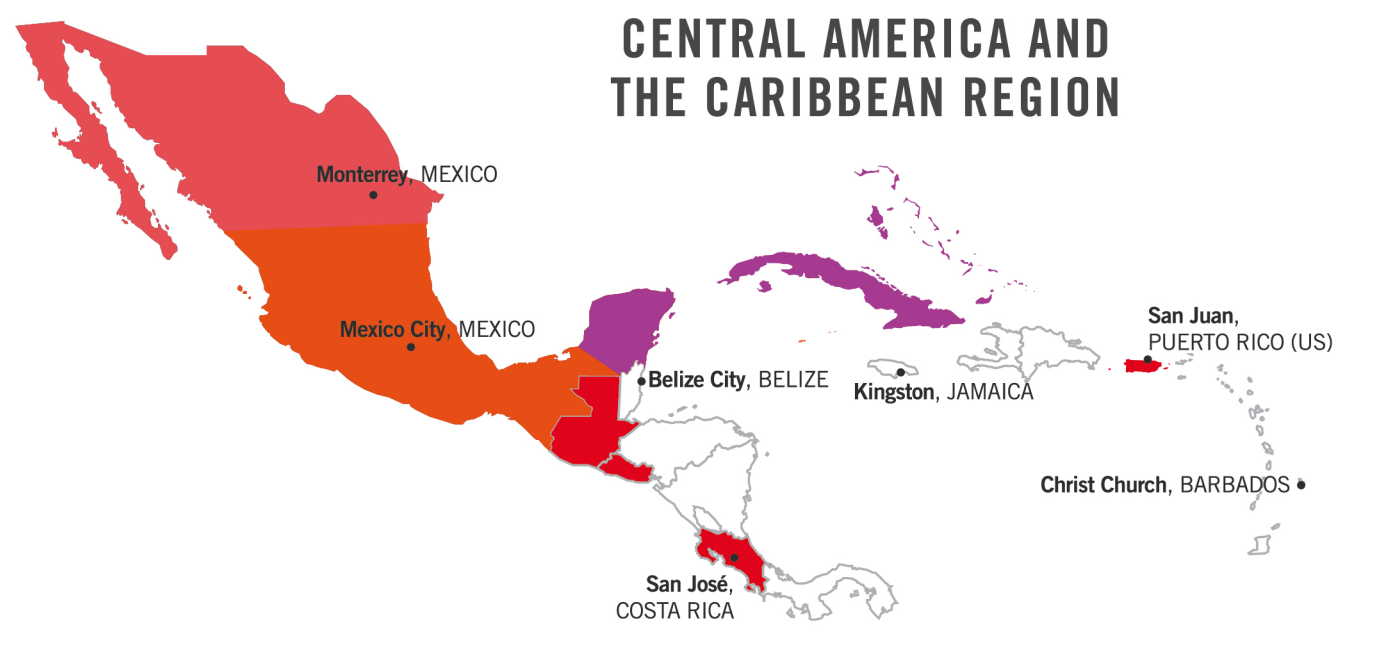 CENTRAL AMERICA AND
THE CARIBBEAN REGION
Monterrey, MEXICO
Mexico City, MEXICO
San Juan,
PUERTO RICO (US)
Belize City, BELIZE
Kingston, JAMAICA
Christ Church, BARBADOS
San José,
COSTA RICA